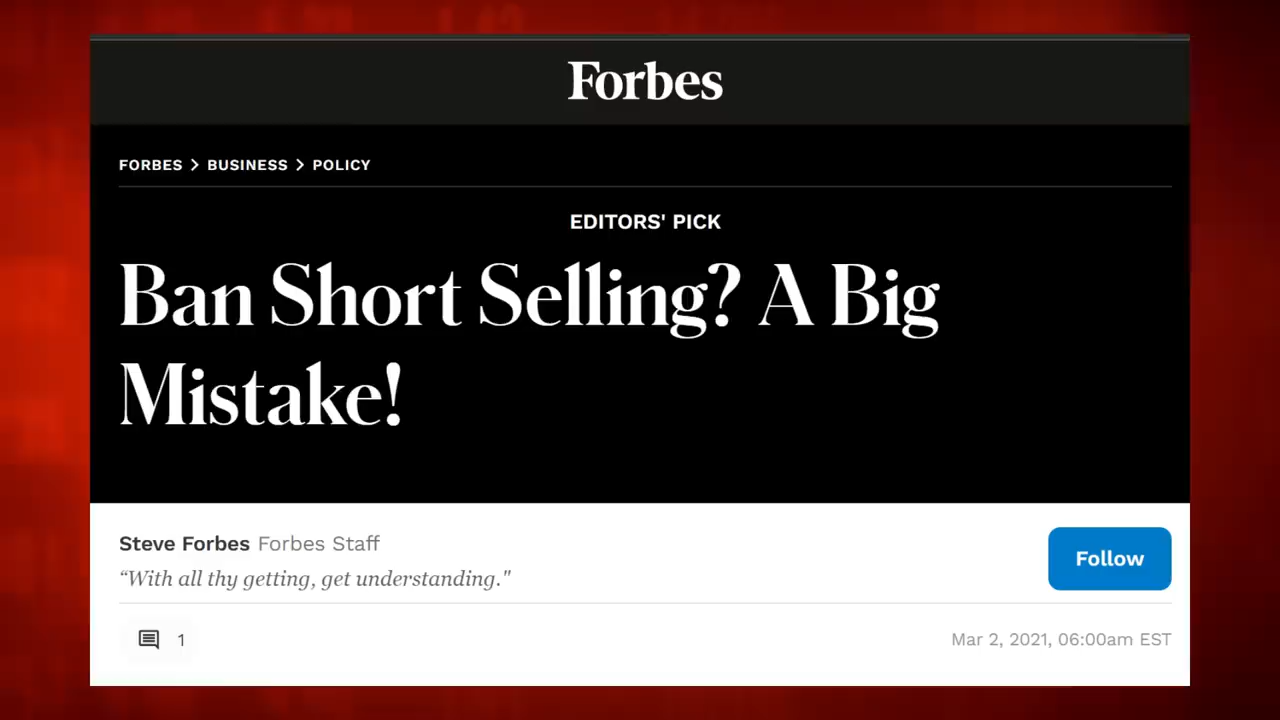 Forbes
FORBES > BUSINESS > POLICY
EDITORS' PICK
Ban Short Selling? A Big
Mistake!
Steve Forbes Forbes Staff
“With all thy getting, get understanding."
Follow
1
Mar 2, 2021, 06:00am EST